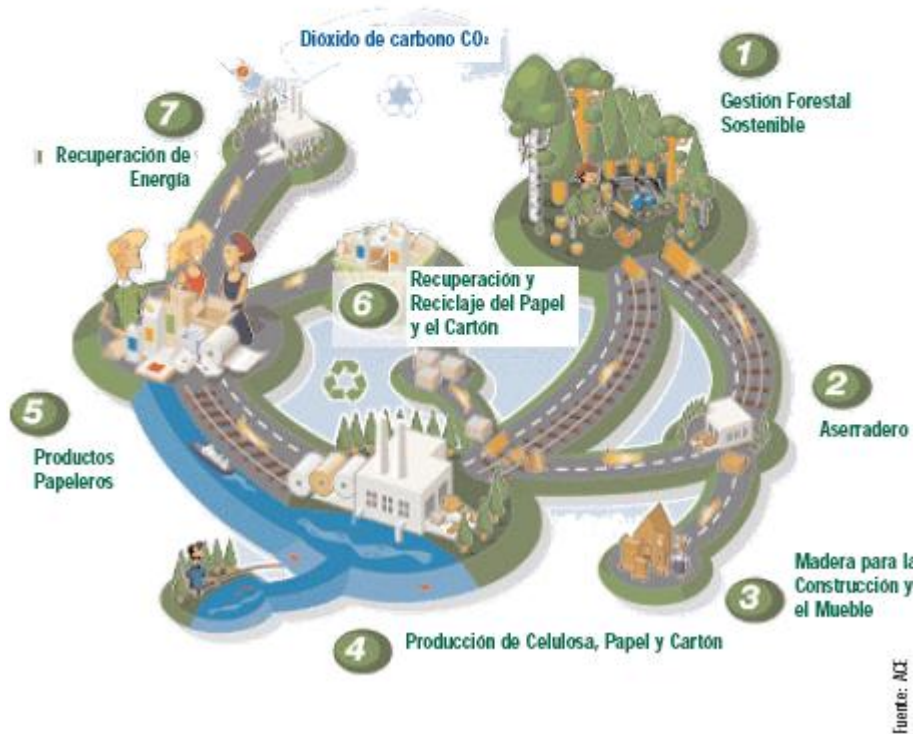 Dióxido de carbono CO₂
1
Gestión Forestal
Sostenible
7
Recuperación de
Energía
6
Recuperación y
Reciclaje del Papel
y el Cartón
2
Aserradero
5
Productos
Papeleros
3
Madera para la
Construcción y
el Mueble
4
Producción de Celulosa, Papel y Cartón
Fuente: ACE